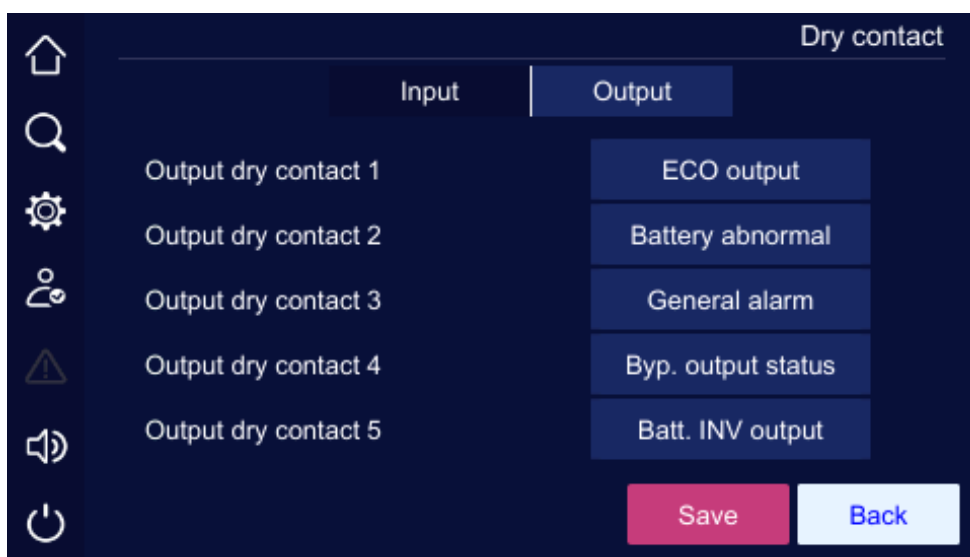 Dry contact
Input Output
Output dry contact 1 ECO output
Output dry contact 2 Battery abnormal
Output dry contact 3 General alarm
Output dry contact 4 Byp. output status
Output dry contact 5 Batt. INV output
Save Back